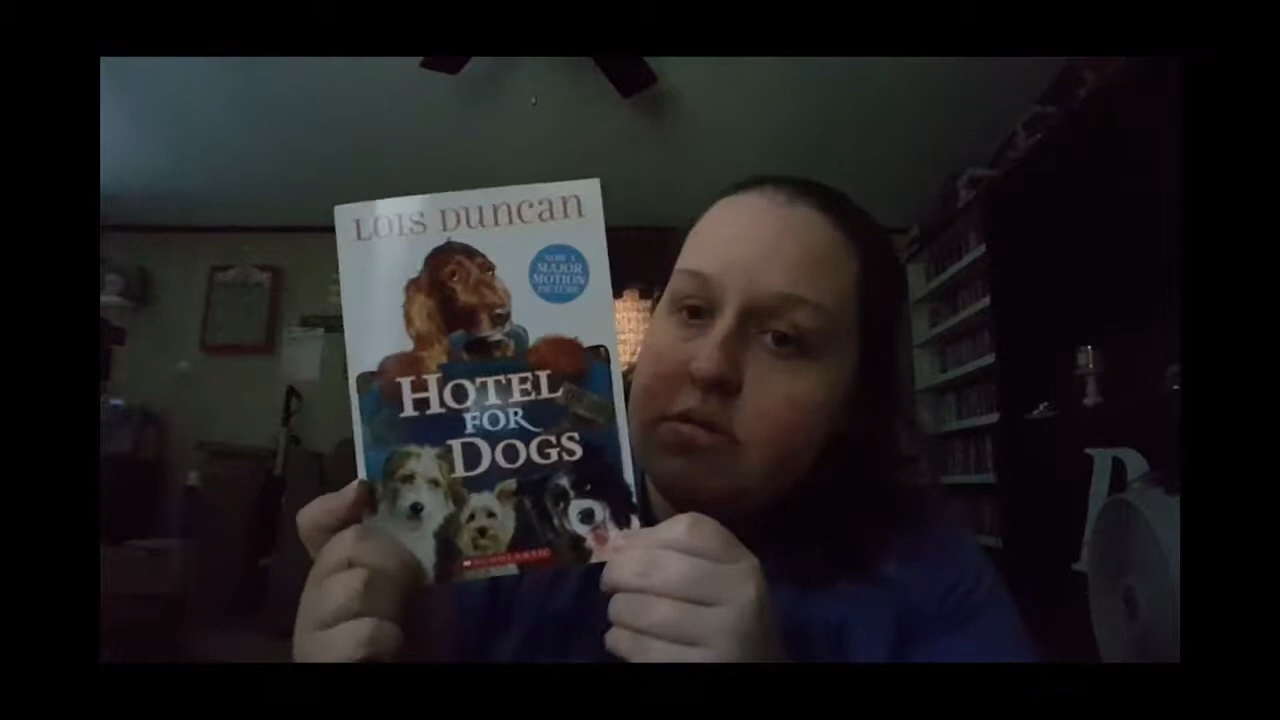 LOIS DUNCAN
NOW A
MAJOR
MOTION
PICTURE
HOTEL
FOR
DOGS
SCHOLASTIC